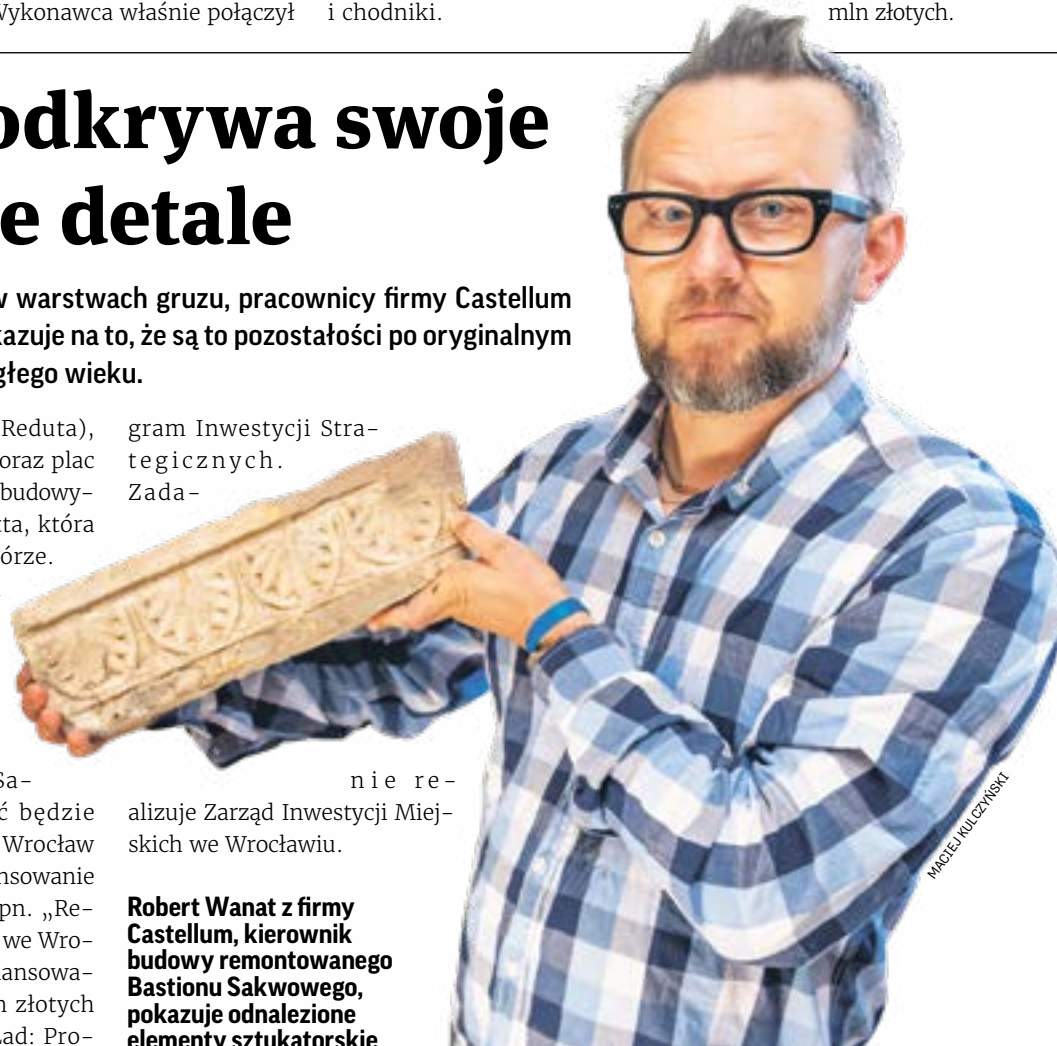 Wykonawca właśnie połączył
i chodniki.
mln złotych.
odkrywa swoje
e detale
w warstwach gruzu, pracownicy firmy Castellum
kazuje na to, że są to pozostałości po oryginalnym
głego wieku.
Reduta),
oraz plac
budowy-
tta, która
órze.
Sa-
ć będzie
Wrocław
nsowanie
pn. „Re-
we Wro-
ansowa-
n złotych
ład: Pro-
gram Inwestycji Stra-
tegicznych.
Zada-
nie re-
alizuje Zarząd Inwestycji Miej-
skich we Wrocławiu.
Robert Wanat z firmy
Castellum, kierownik
budowy remontowanego
Bastionu Sakwowego,
pokazuje odnalezione
elementy sztukatorskie
MACIEJ KULCZYŃSKI